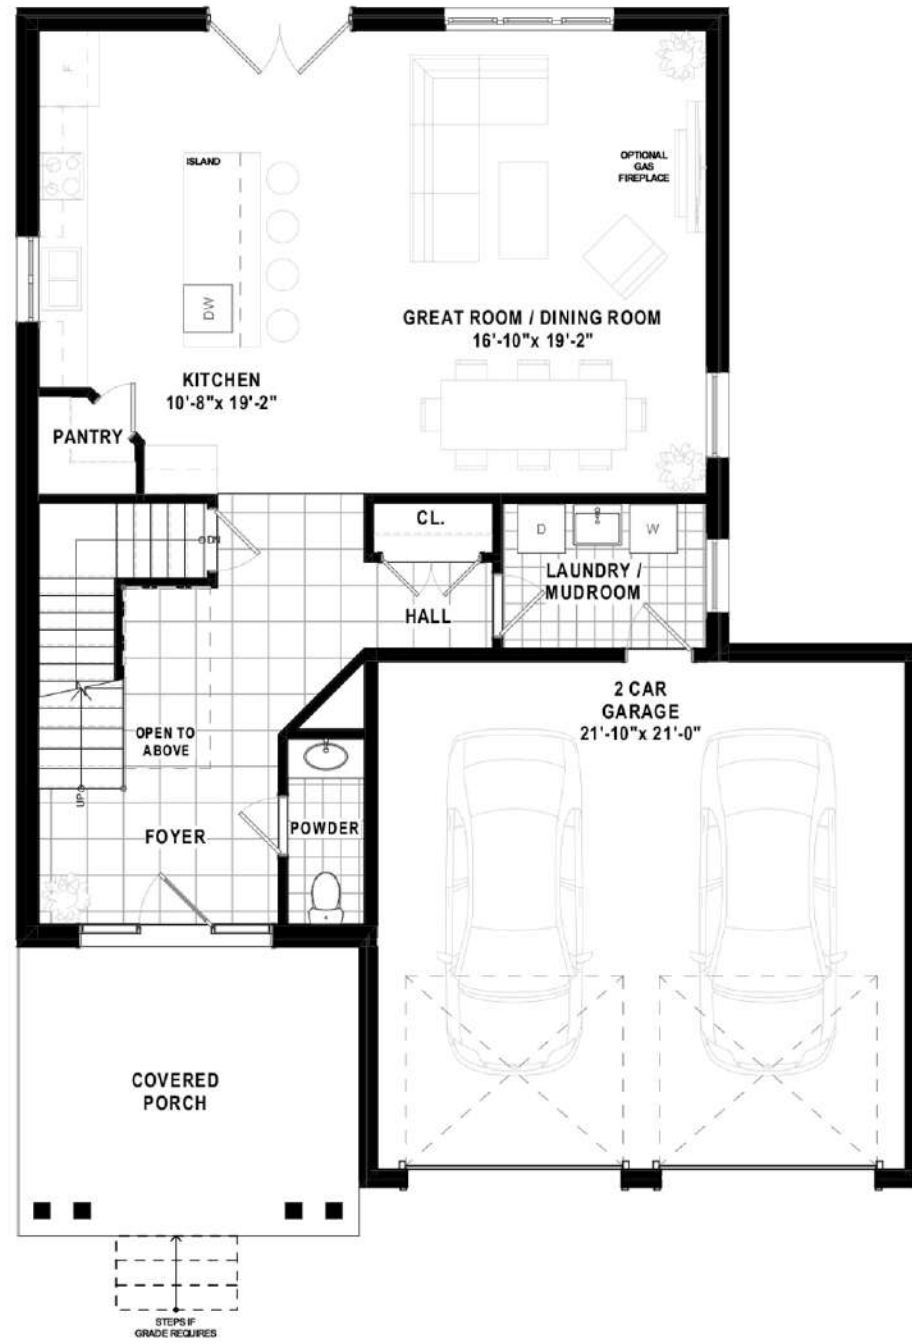 F
ISLAND
OPTIONAL
GAS
FIREPLACE
DW
GREAT ROOM / DINING ROOM
16'-10"x 19'-2"
KITCHEN
10'-8"x 19'-2"
PANTRY
CL.
D
W
DN
LAUNDRY /
MUDROOM
HALL
2 CAR
GARAGE
21'-10"x 21'-0"
OPEN TO
ABOVE
UP
POWDER
FOYER
COVERED
PORCH
STEPS IF
GRADE REQUIRES